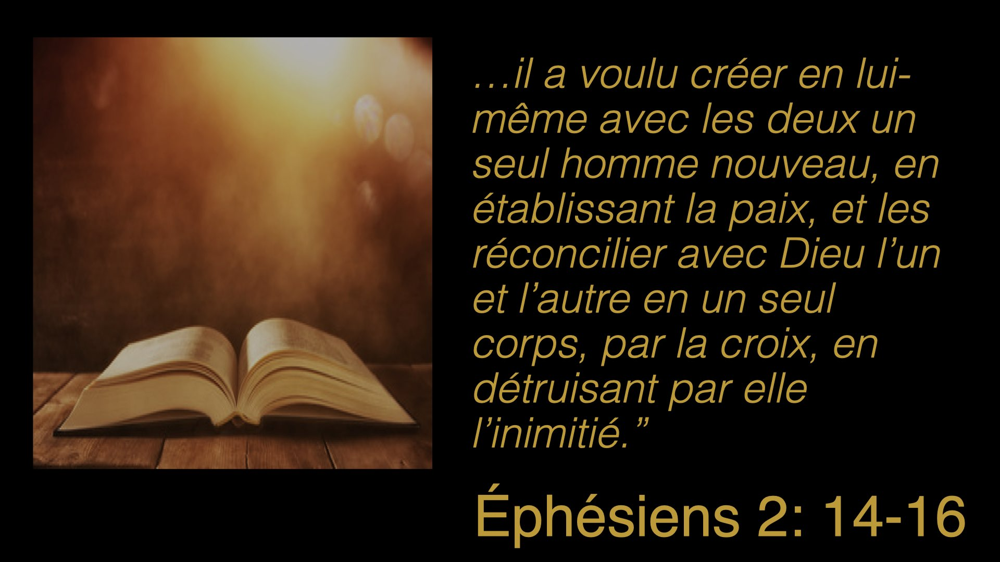 …il a voulu créer en lui-
même avec les deux un
seul homme nouveau, en
établissant la paix, et les
réconcilier avec Dieu l’un
et l’autre en un seul
corps, par la croix, en
détruisant par elle
l’inimitié.”
Éphésiens 2: 14-16